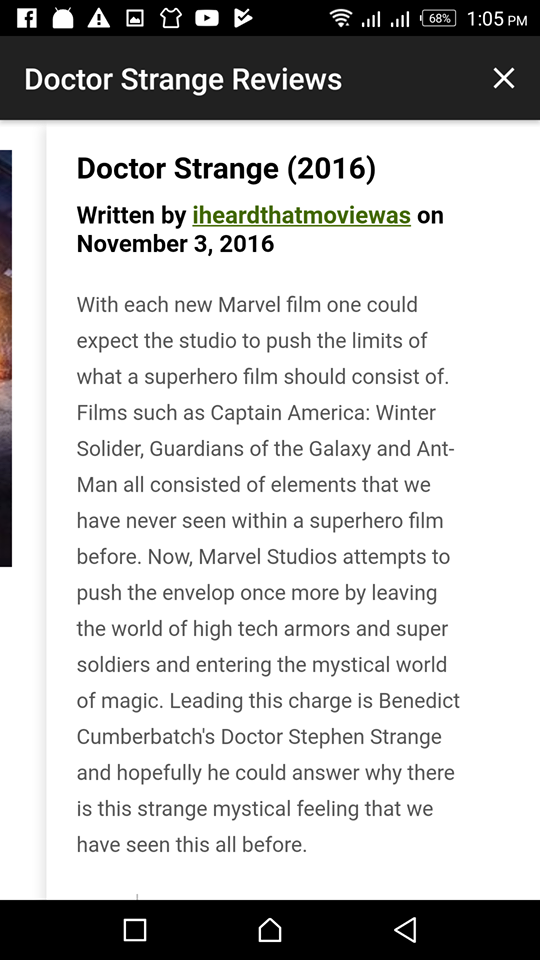 68%
1:05 PM
Doctor Strange Reviews
Doctor Strange (2016)
Written by iheardthatmoviewas on
November 3, 2016
With each new Marvel film one could
expect the studio to push the limits of
what a superhero film should consist of.
Films such as Captain America: Winter
Solider, Guardians of the Galaxy and Ant-
Man all consisted of elements that we
have never seen within a superhero film
before. Now, Marvel Studios attempts to
push the envelop once more by leaving
the world of high tech armors and super
soldiers and entering the mystical world
of magic. Leading this charge is Benedict
Cumberbatch's Doctor Stephen Strange
and hopefully he could answer why there
is this strange mystical feeling that we
have seen this all before.